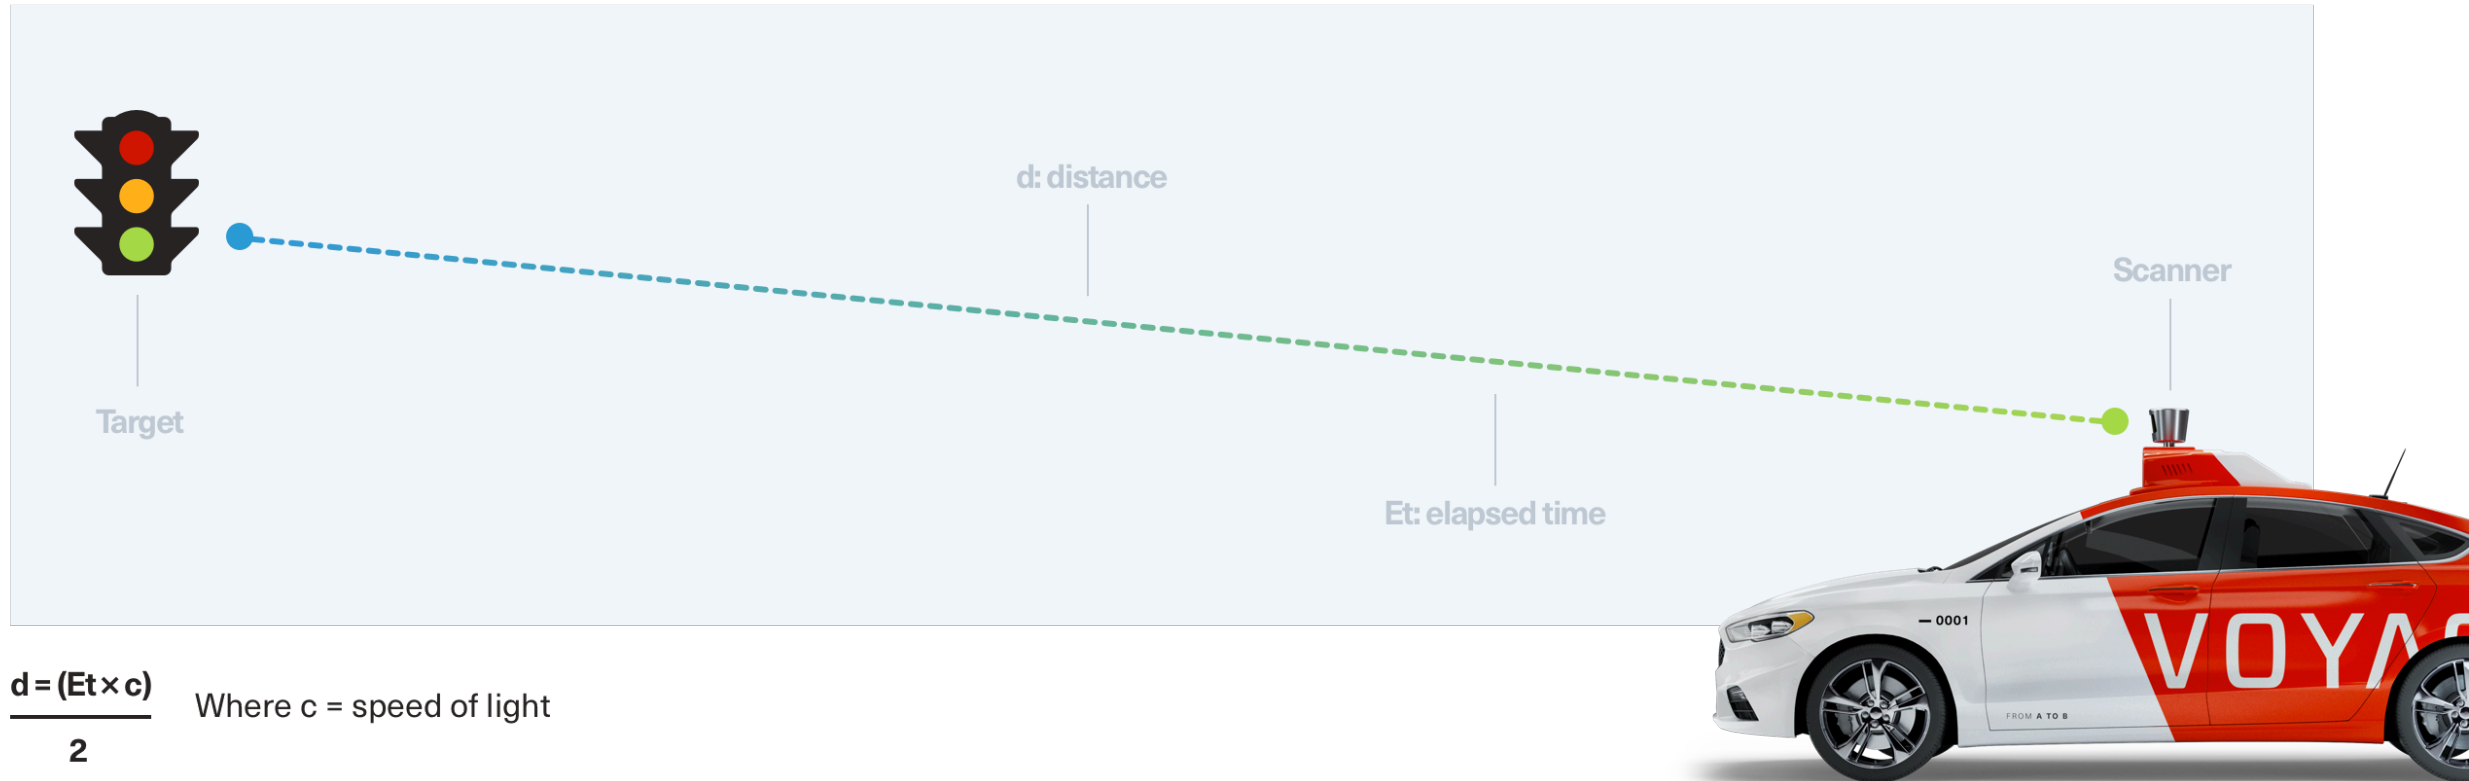 d: distance
Scanner
Target
Et: elapsed time
0001
VOYA
FROM A TO B
d = (Et × c)
2
Where c = speed of light